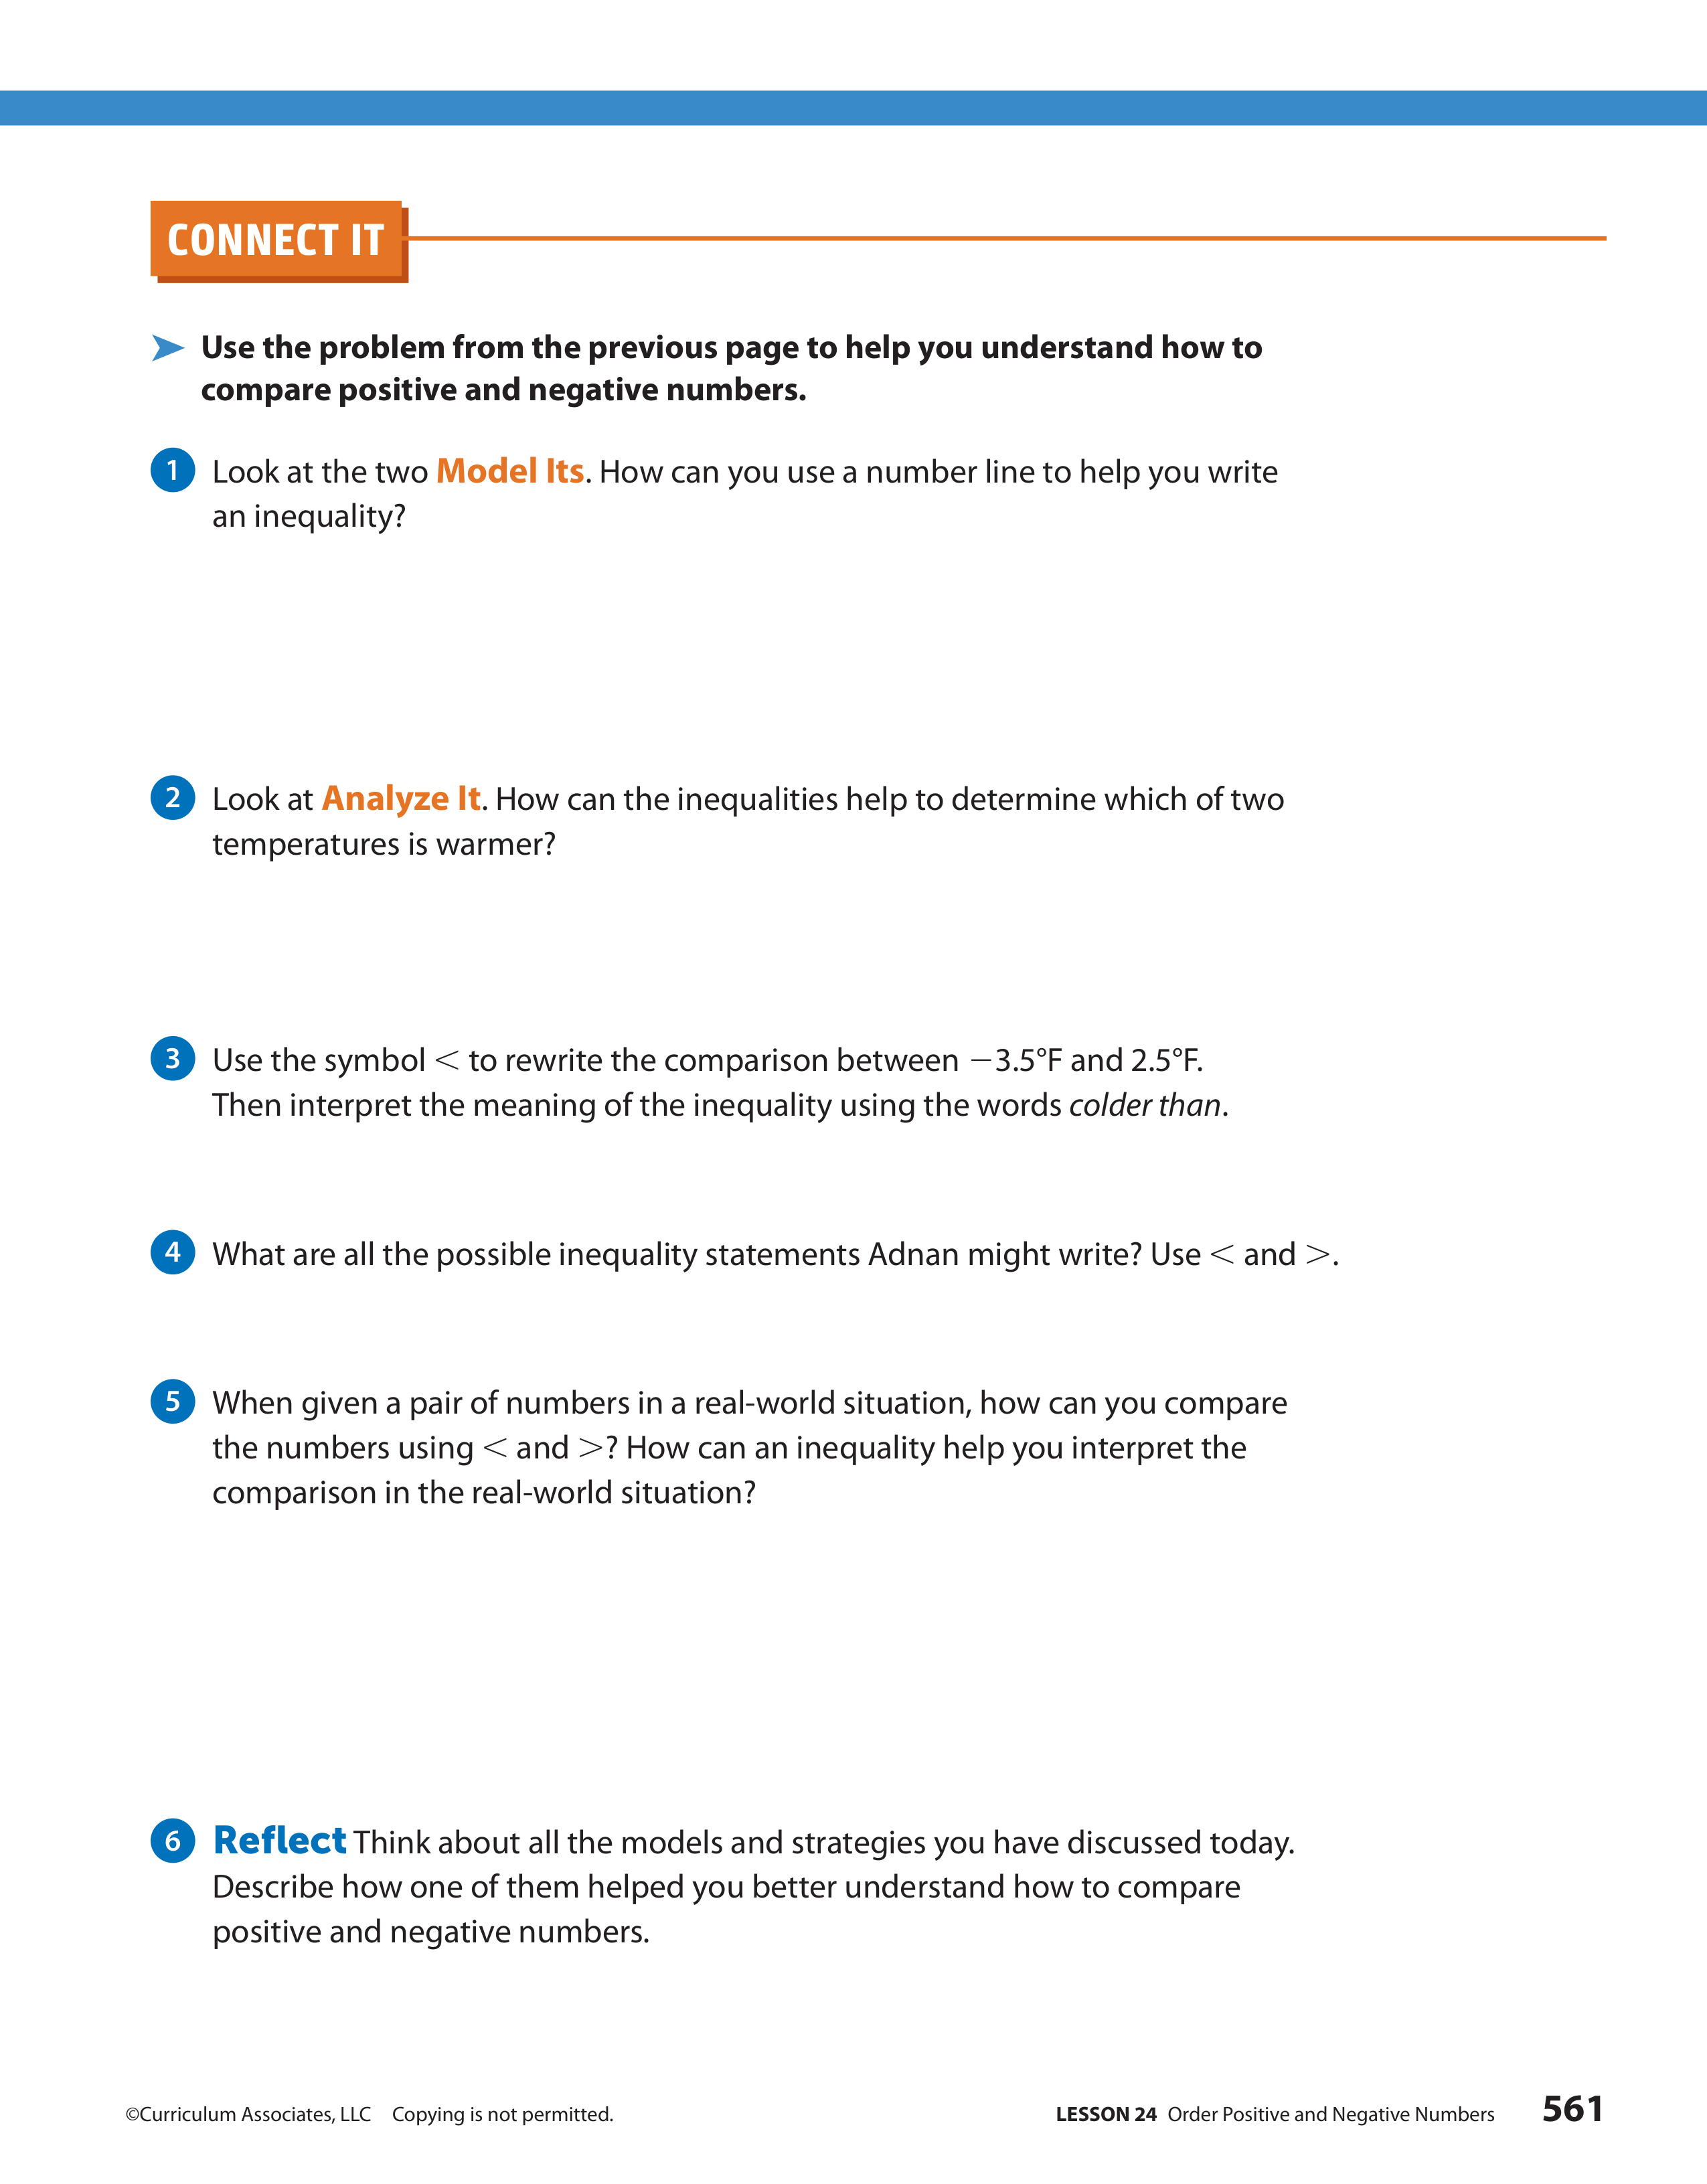 CONNECT IT
Use the problem from the previous page to help you understand how to
compare positive and negative numbers.
1 Look at the two Model Its. How can you use a number line to help you write
an inequality?
2 Look at Analyze It. How can the inequalities help to determine which of two
temperatures is warmer?
3 Use the symbol < to rewrite the comparison between −3.5°F and 2.5°F.
Then interpret the meaning of the inequality using the words colder than.
4 What are all the possible inequality statements Adnan might write? Use < and >.
5 When given a pair of numbers in a real-world situation, how can you compare
the numbers using < and >? How can an inequality help you interpret the
comparison in the real-world situation?
6 Reflect Think about all the models and strategies you have discussed today.
Describe how one of them helped you better understand how to compare
positive and negative numbers.
©Curriculum Associates, LLC Copying is not permitted.
LESSON 24 Order Positive and Negative Numbers 561